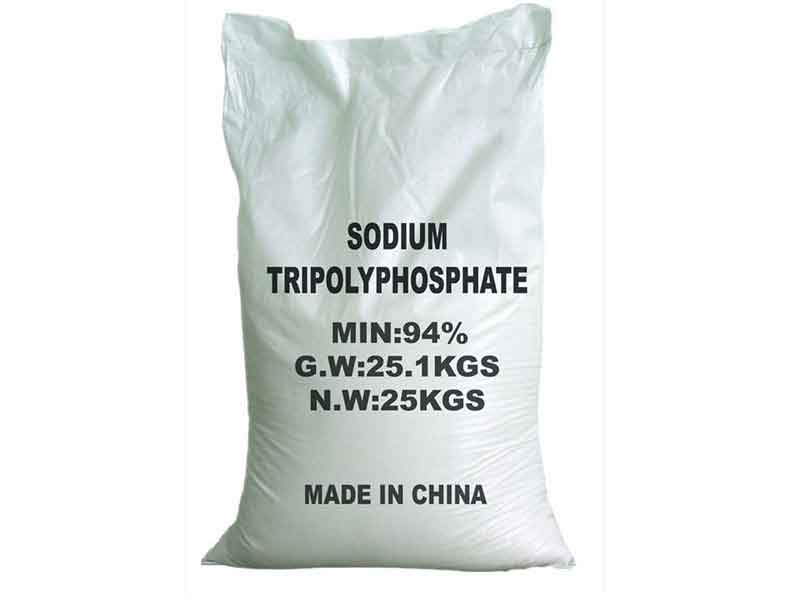 SODIUM
TRIPOLYPHOSPHATE
MIN:94%
G.W:25.1KGS
N.W:25KGS
MADE IN CHINA